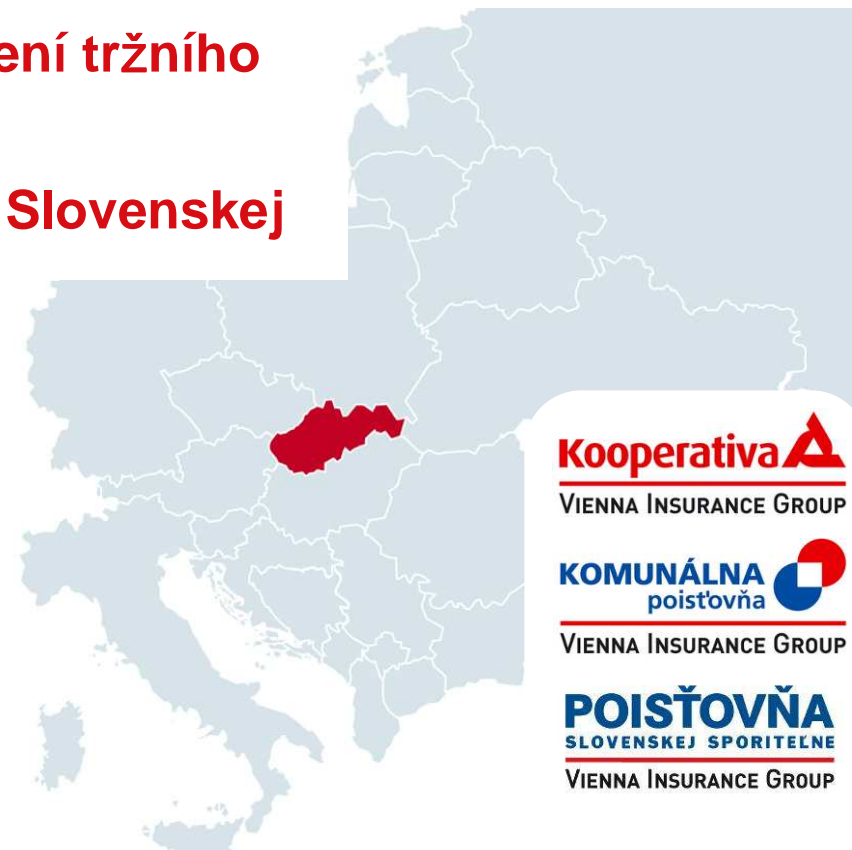 ení tržního
Slovenskej
Kooperativa
VIENNA INSURANCE GROUP
KOMUNÁLNA
poisťovňa
VIENNA INSURANCE GROUP
POISŤOVŇA
SLOVENSKEJ SPORITEĽNE
VIENNA INSURANCE GROUP